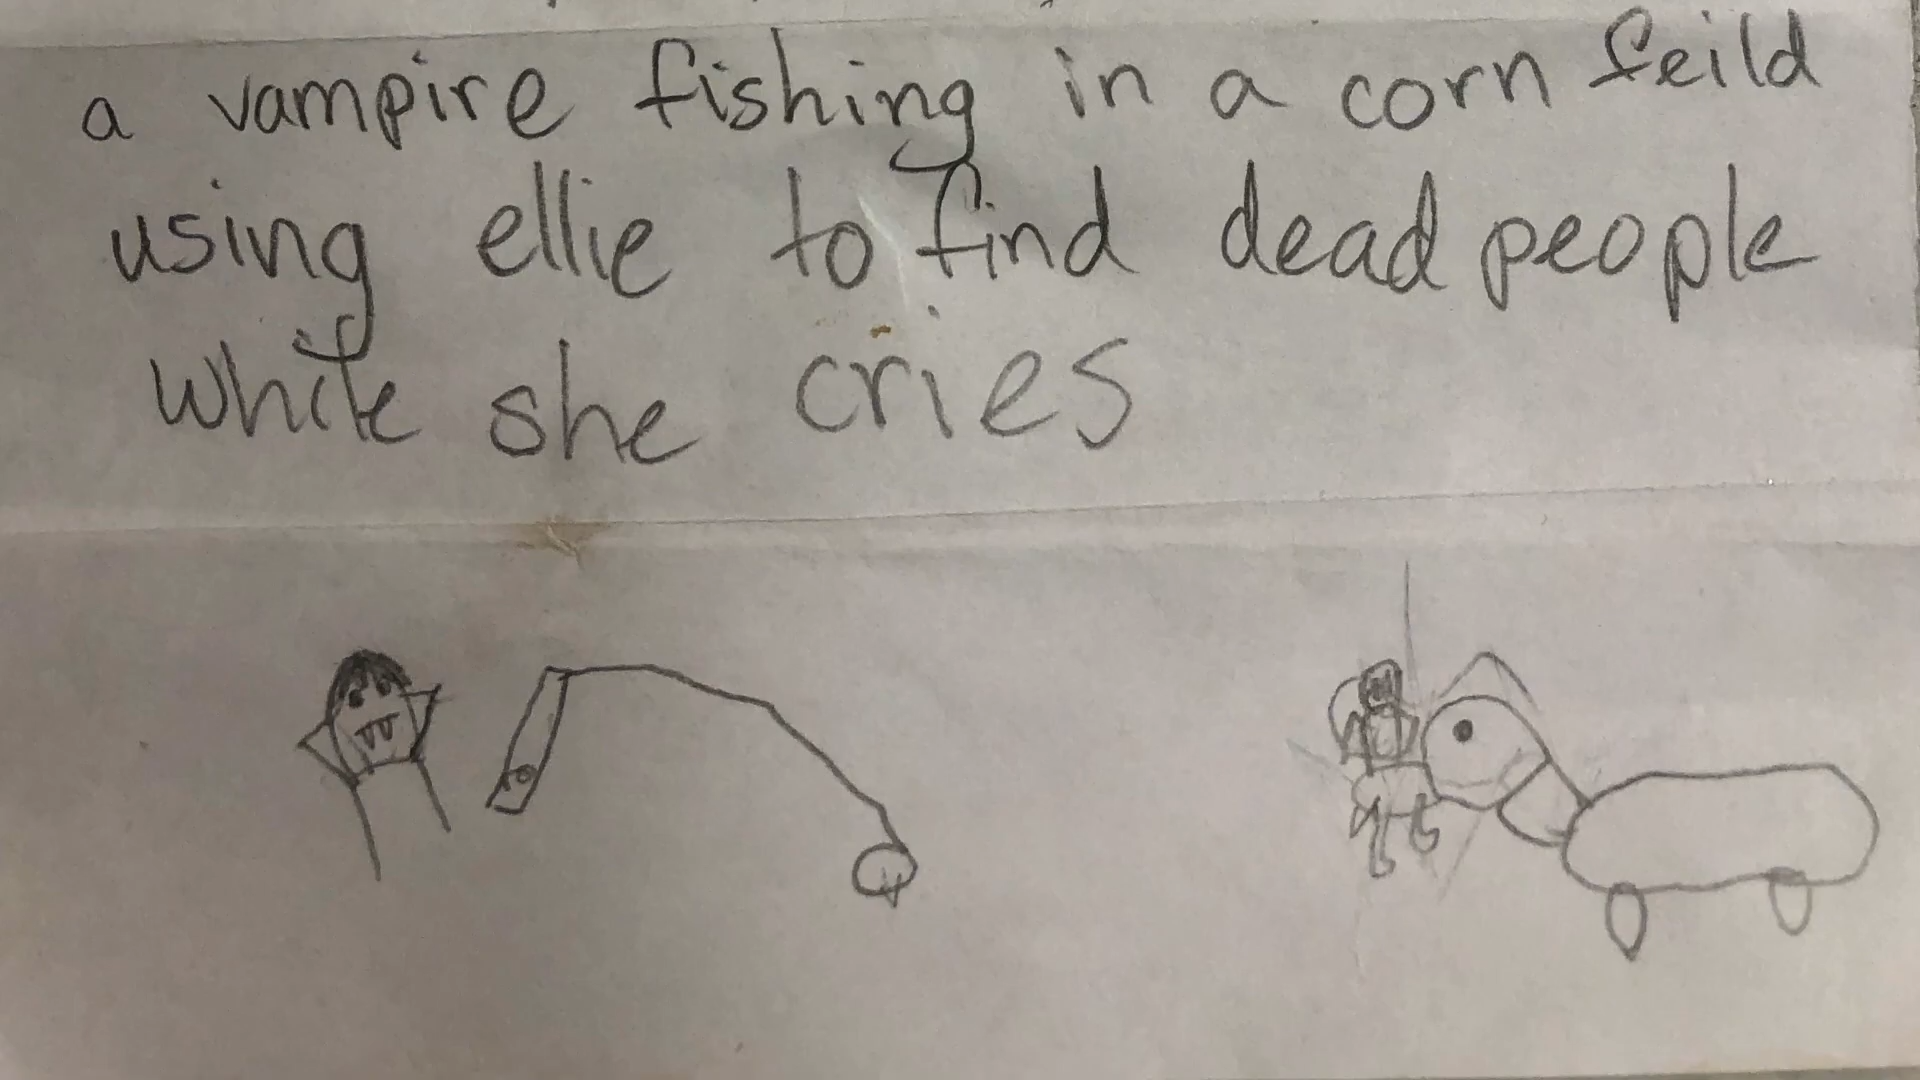 a vampire fishing in a corn feild
using ellie to find dead people
while she cries